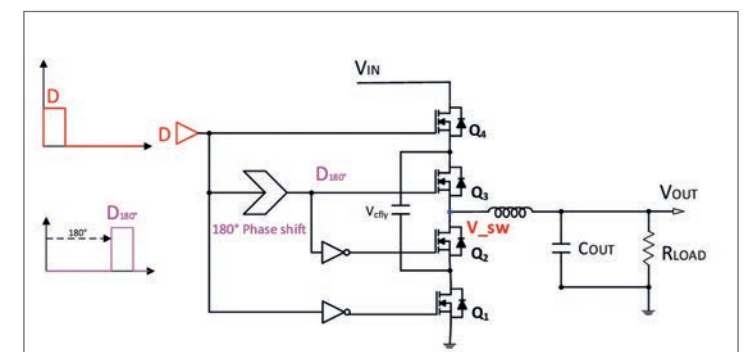 VIN
D
D
Q4
D180°
Q3
VOUT
D180°
Vcfly
180°
180° Phase shift
V_sw
COUT
RLOAD
Q2
Q1